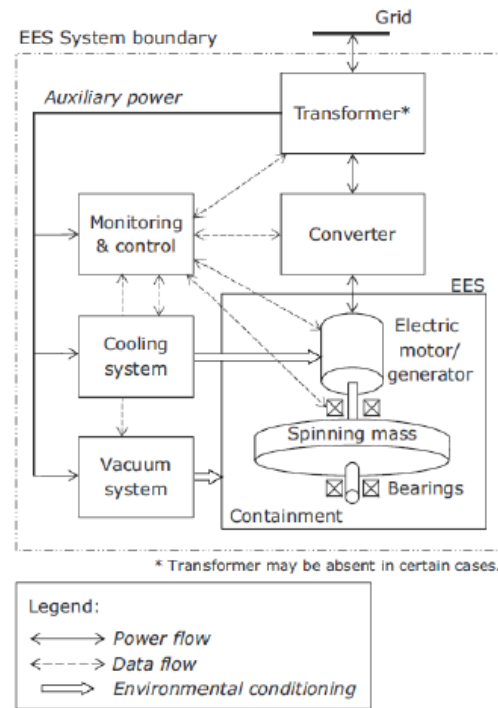 Grid
EES System boundary
Auxiliary power
Transformer*
Monitoring
& control
Converter
EES
Electric
motor/
generator
Cooling
system
Spinning mass
Vacuum
system
Bearings
Containment
* Transformer may be absent in certain cases.
Legend:
Power flow
Data flow
Environmental conditioning